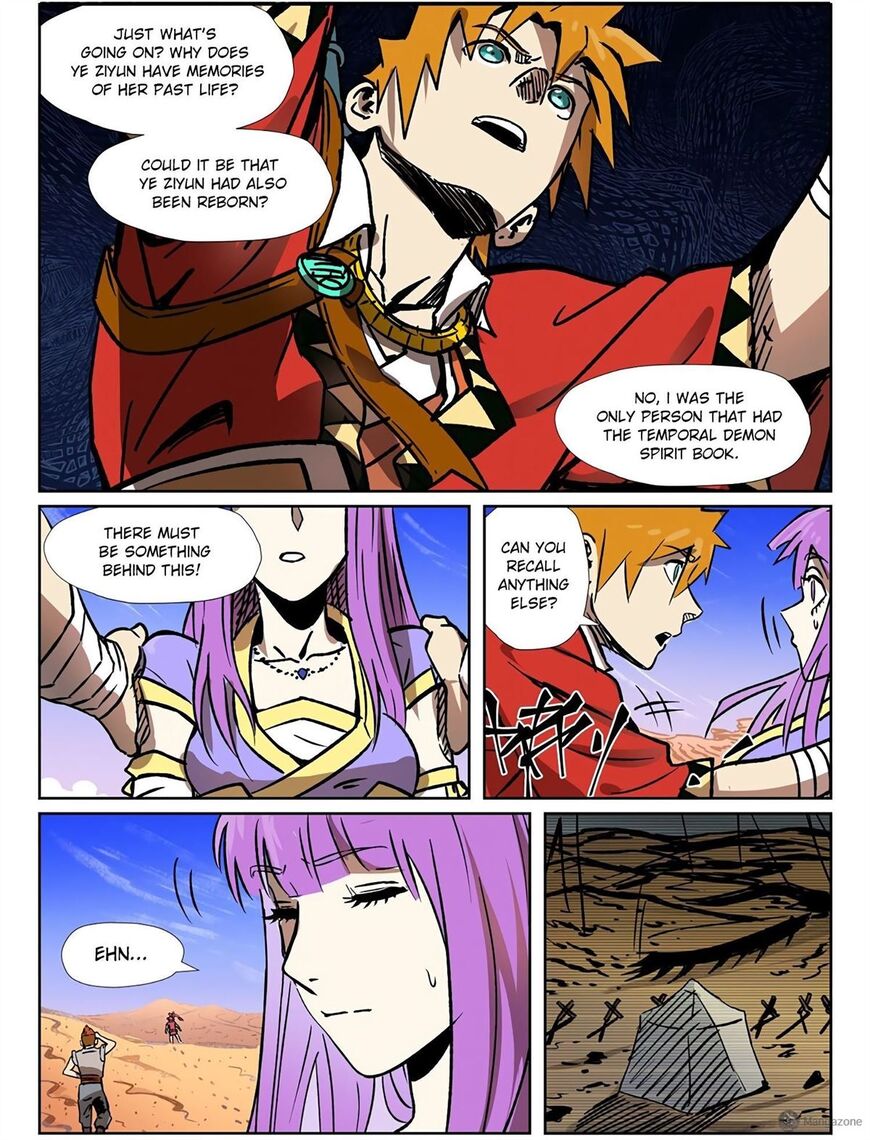 JUST WHAT'S
GOING ON? WHY DOES
YE ZIYUN HAVE MEMORIES
OF HER PAST LIFE?
COULD IT BE THAT
YE ZIYUN HAD ALSO
BEEN REBORN?
NO, I WAS THE
ONLY PERSON THAT HAD
THE TEMPORAL DEMON
SPIRIT BOOK.
THERE MUST
BE SOMETHING
BEHIND THIS!
CAN YOU
RECALL
ANYTHING
ELSE?
EHN...
Mangazone